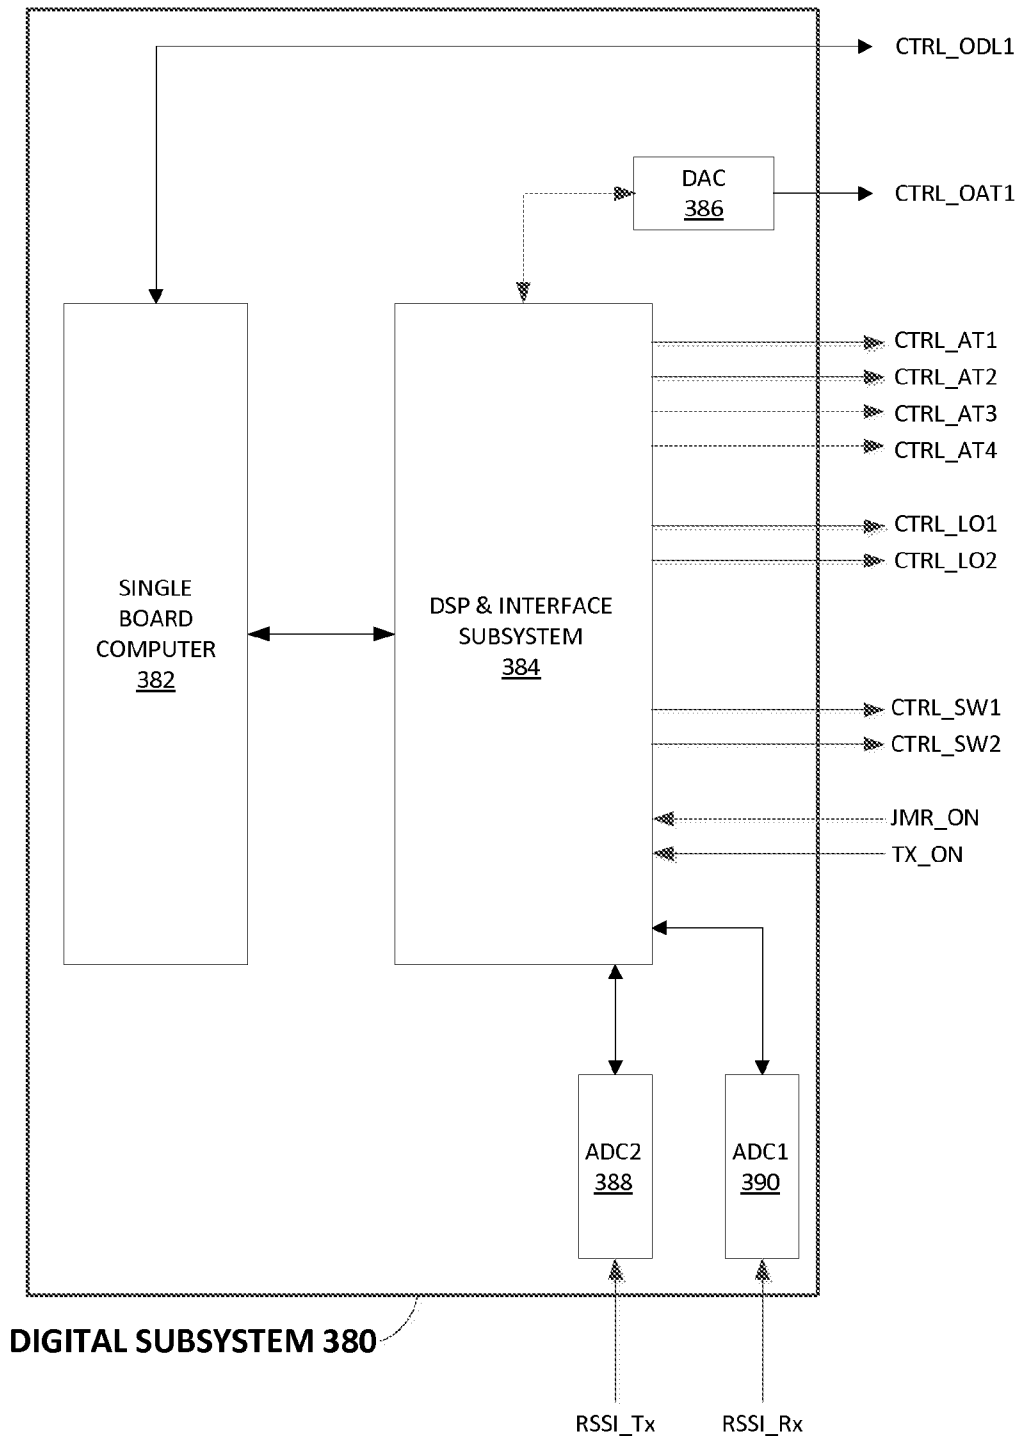 CTRL_ODL1
DAC
386
CTRL_OAT1
CTRL_AT1
CTRL_AT2
CTRL_AT3
CTRL_AT4
CTRL_LO1
CTRL_LO2
SINGLE
BOARD
COMPUTER
382
DSP & INTERFACE
SUBSYSTEM
384
CTRL_SW1
CTRL_SW2
JMR_ON
TX_ON
ADC2
388
ADC1
390
DIGITAL SUBSYSTEM 380
RSSI_Tx
RSSI_Rx